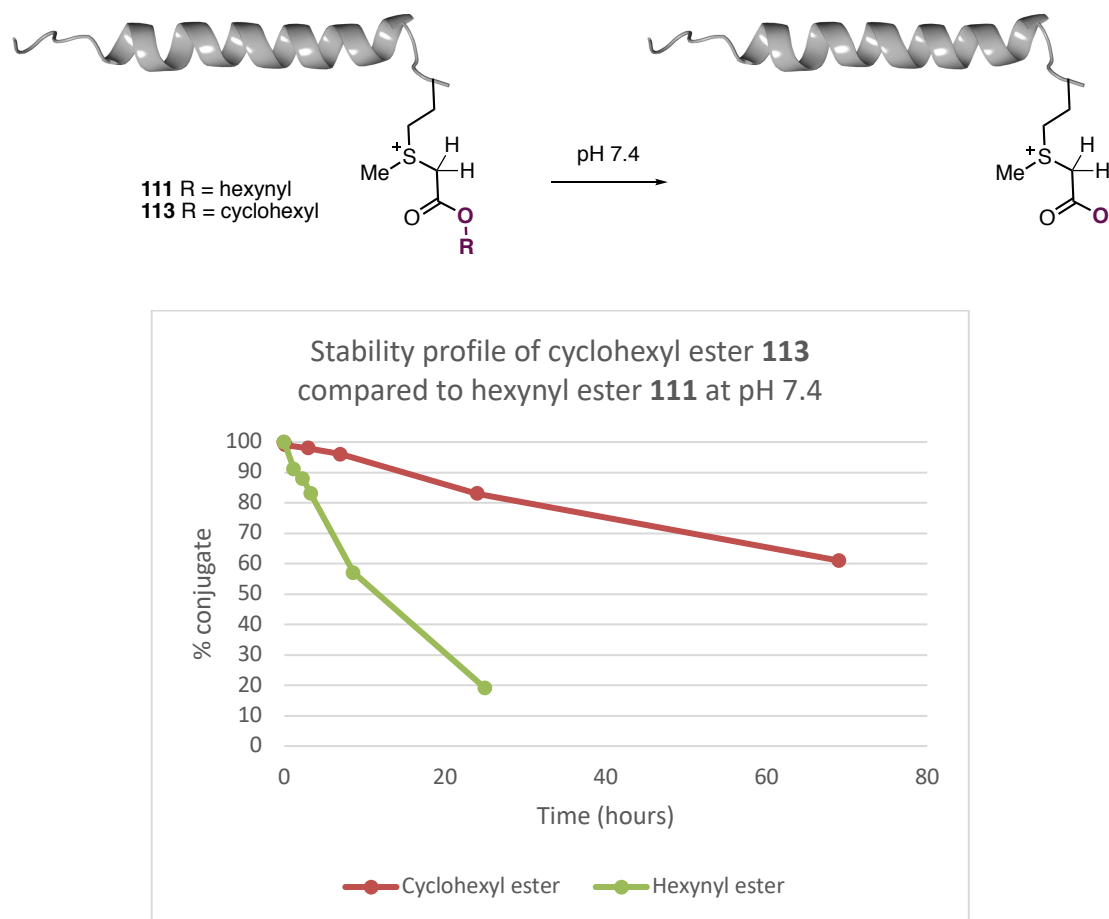 H
S
+
H
Me
O
O
R
111 R = hexynyl
113 R = cyclohexyl
pH 7.4
H
S
+
H
Me
O
O
Stability profile of cyclohexyl ester 113
compared to hexynyl ester 111 at pH 7.4
100
90
80
70
60
50
40
30
20
10
0
% conjugate
0 20 40 60 80
Time (hours)
Cyclohexyl ester Hexynyl ester